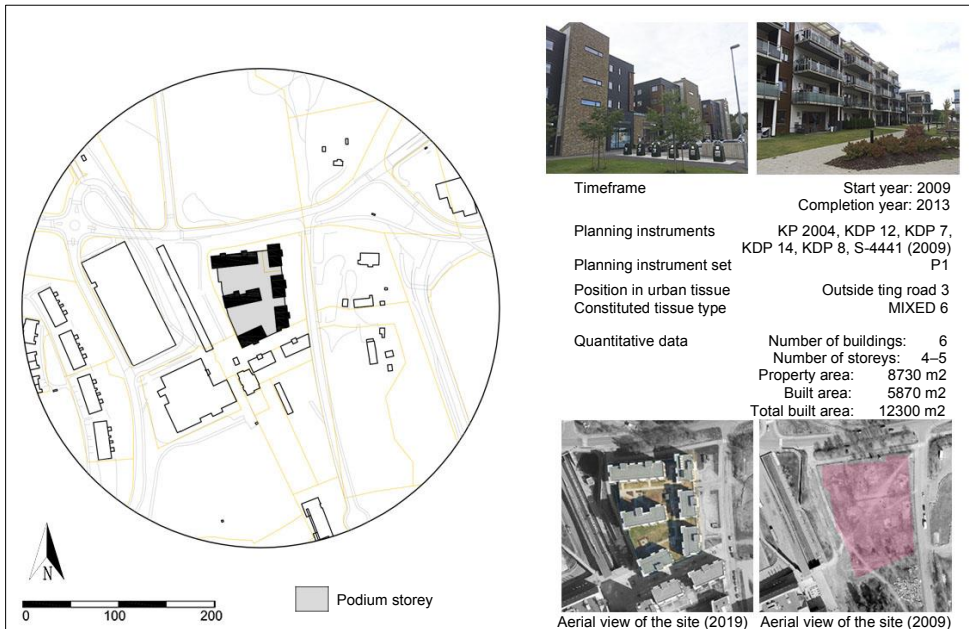 Timeframe Start year: 2009
Completion year: 2013
Planning instruments KP 2004, KDP 12, KDP 7,
KDP 14, KDP 8, S-4441 (2009)
Planning instrument set P1
Position in urban tissue Outside ting road 3
Constituted tissue type MIXED 6
Quantitative data Number of buildings: 6
Number of storeys: 4–5
Property area: 8730 m2
Built area: 5870 m2
Total built area: 12300 m2
N
0 100 200
Podium storey
Aerial view of the site (2019) Aerial view of the site (2009)